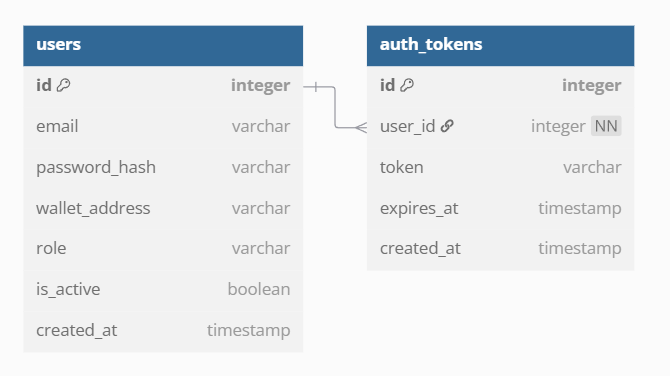 users
id integer
email varchar
password_hash varchar
wallet_address varchar
role varchar
is_active boolean
created_at timestamp
auth_tokens
id integer
user_id integer NN
token varchar
expires_at timestamp
created_at timestamp